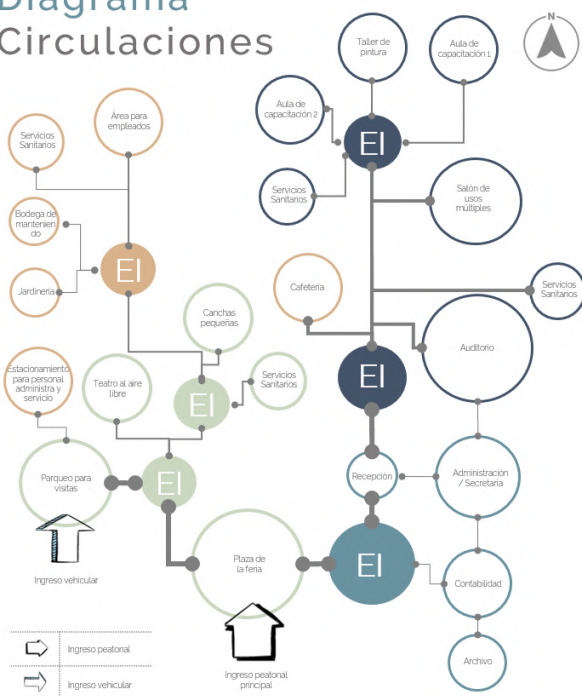 Diagrama
Circulaciones
N
Taller de
pintura
Aula de
capacitación 1
Aula de
capacitación 2
EI
Servicios
Sanitarios
Área para
empleados
Servicios
Sanitarios
Salón de
usos
múltiples
Bodega de
mantenien
do
EI
Jardinería
Cafetería
Servicios
Sanitarios
Canchas
pequeñas
Auditorio
Estacionamiento
para personal
administra y
servicio
Teatro al aire
libre
Servicios
Sanitarios
EI
EI
Parqueo para
visitas
EI
Recepción
Administración
/ Secretaria
Ingreso vehicular
Plaza de
la feria
EI
Contabilidad
Archivo
Ingreso peatonal
principal
Ingreso peatonal
Ingreso vehicular